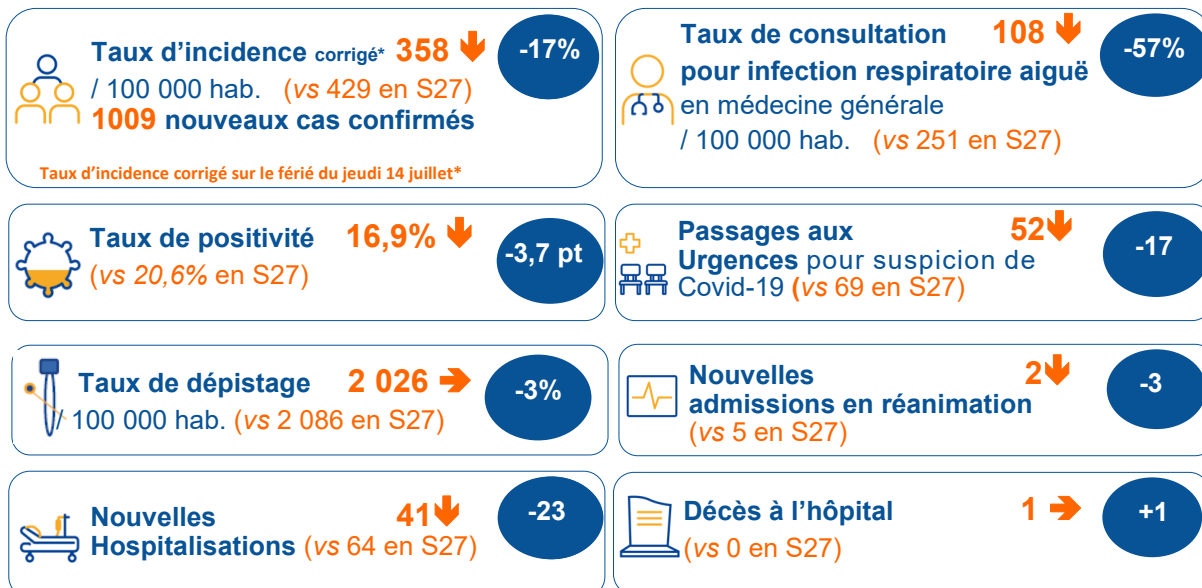 Taux d'incidence corrigé* 358 -17%
/ 100 000 hab. (vs 429 en S27)
1009 nouveaux cas confirmés
Taux d'incidence corrigé sur le férié du jeudi 14 juillet*
Taux de consultation 108 -57%
pour infection respiratoire aiguë
en médecine générale
/ 100 000 hab. (vs 251 en S27)
Taux de positivité 16,9% -3,7 pt
(vs 20,6% en S27)
Passages aux 52 -17
Urgences pour suspicion de
Covid-19 (vs 69 en S27)
Taux de dépistage 2 026 -3%
/ 100 000 hab. (vs 2 086 en S27)
Nouvelles 2 -3
admissions en réanimation
(vs 5 en S27)
Nouvelles 41 -23
Hospitalisations (vs 64 en S27)
Décès à l'hôpital 1 +1
(vs 0 en S27)